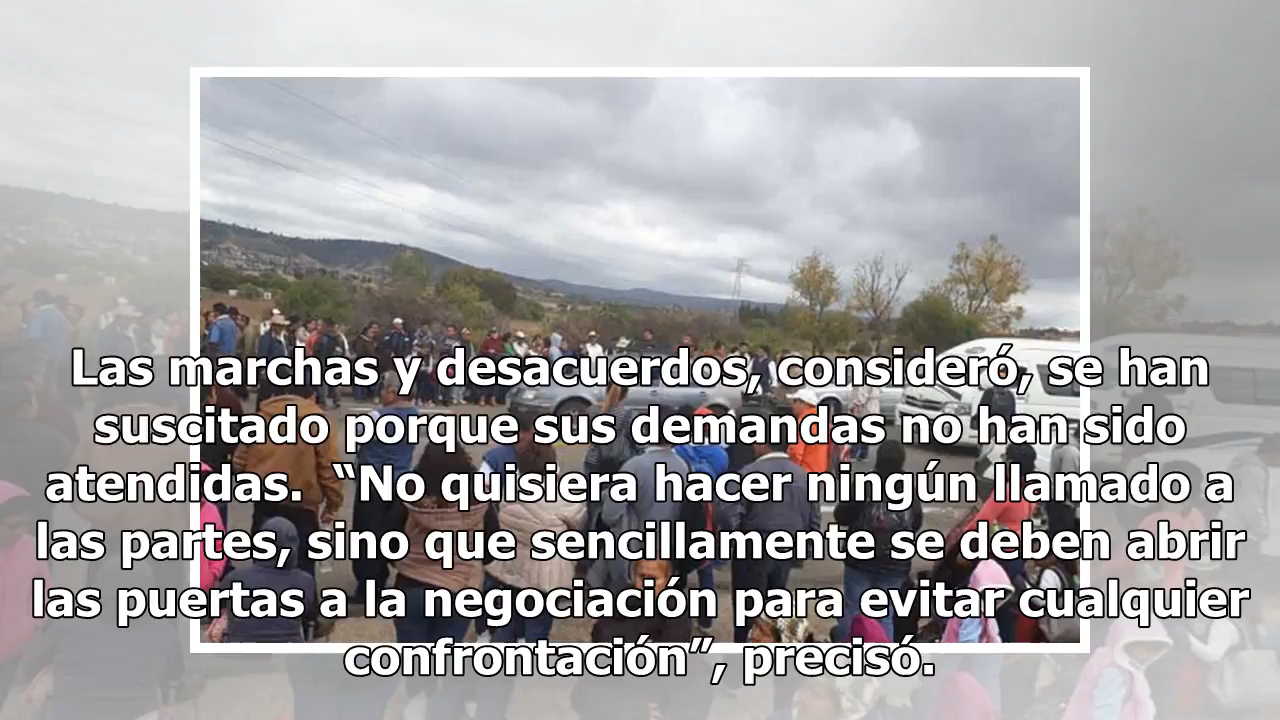 Las marchas y desacuerdos, consideró, se han
suscitado porque sus demandas no han sido
atendidas.  “No quisiera hacer ningún llamado a
las partes, sino que sencillamente se deben abrir
las puertas a la negociación para evitar cualquier
confrontación”, precisó.